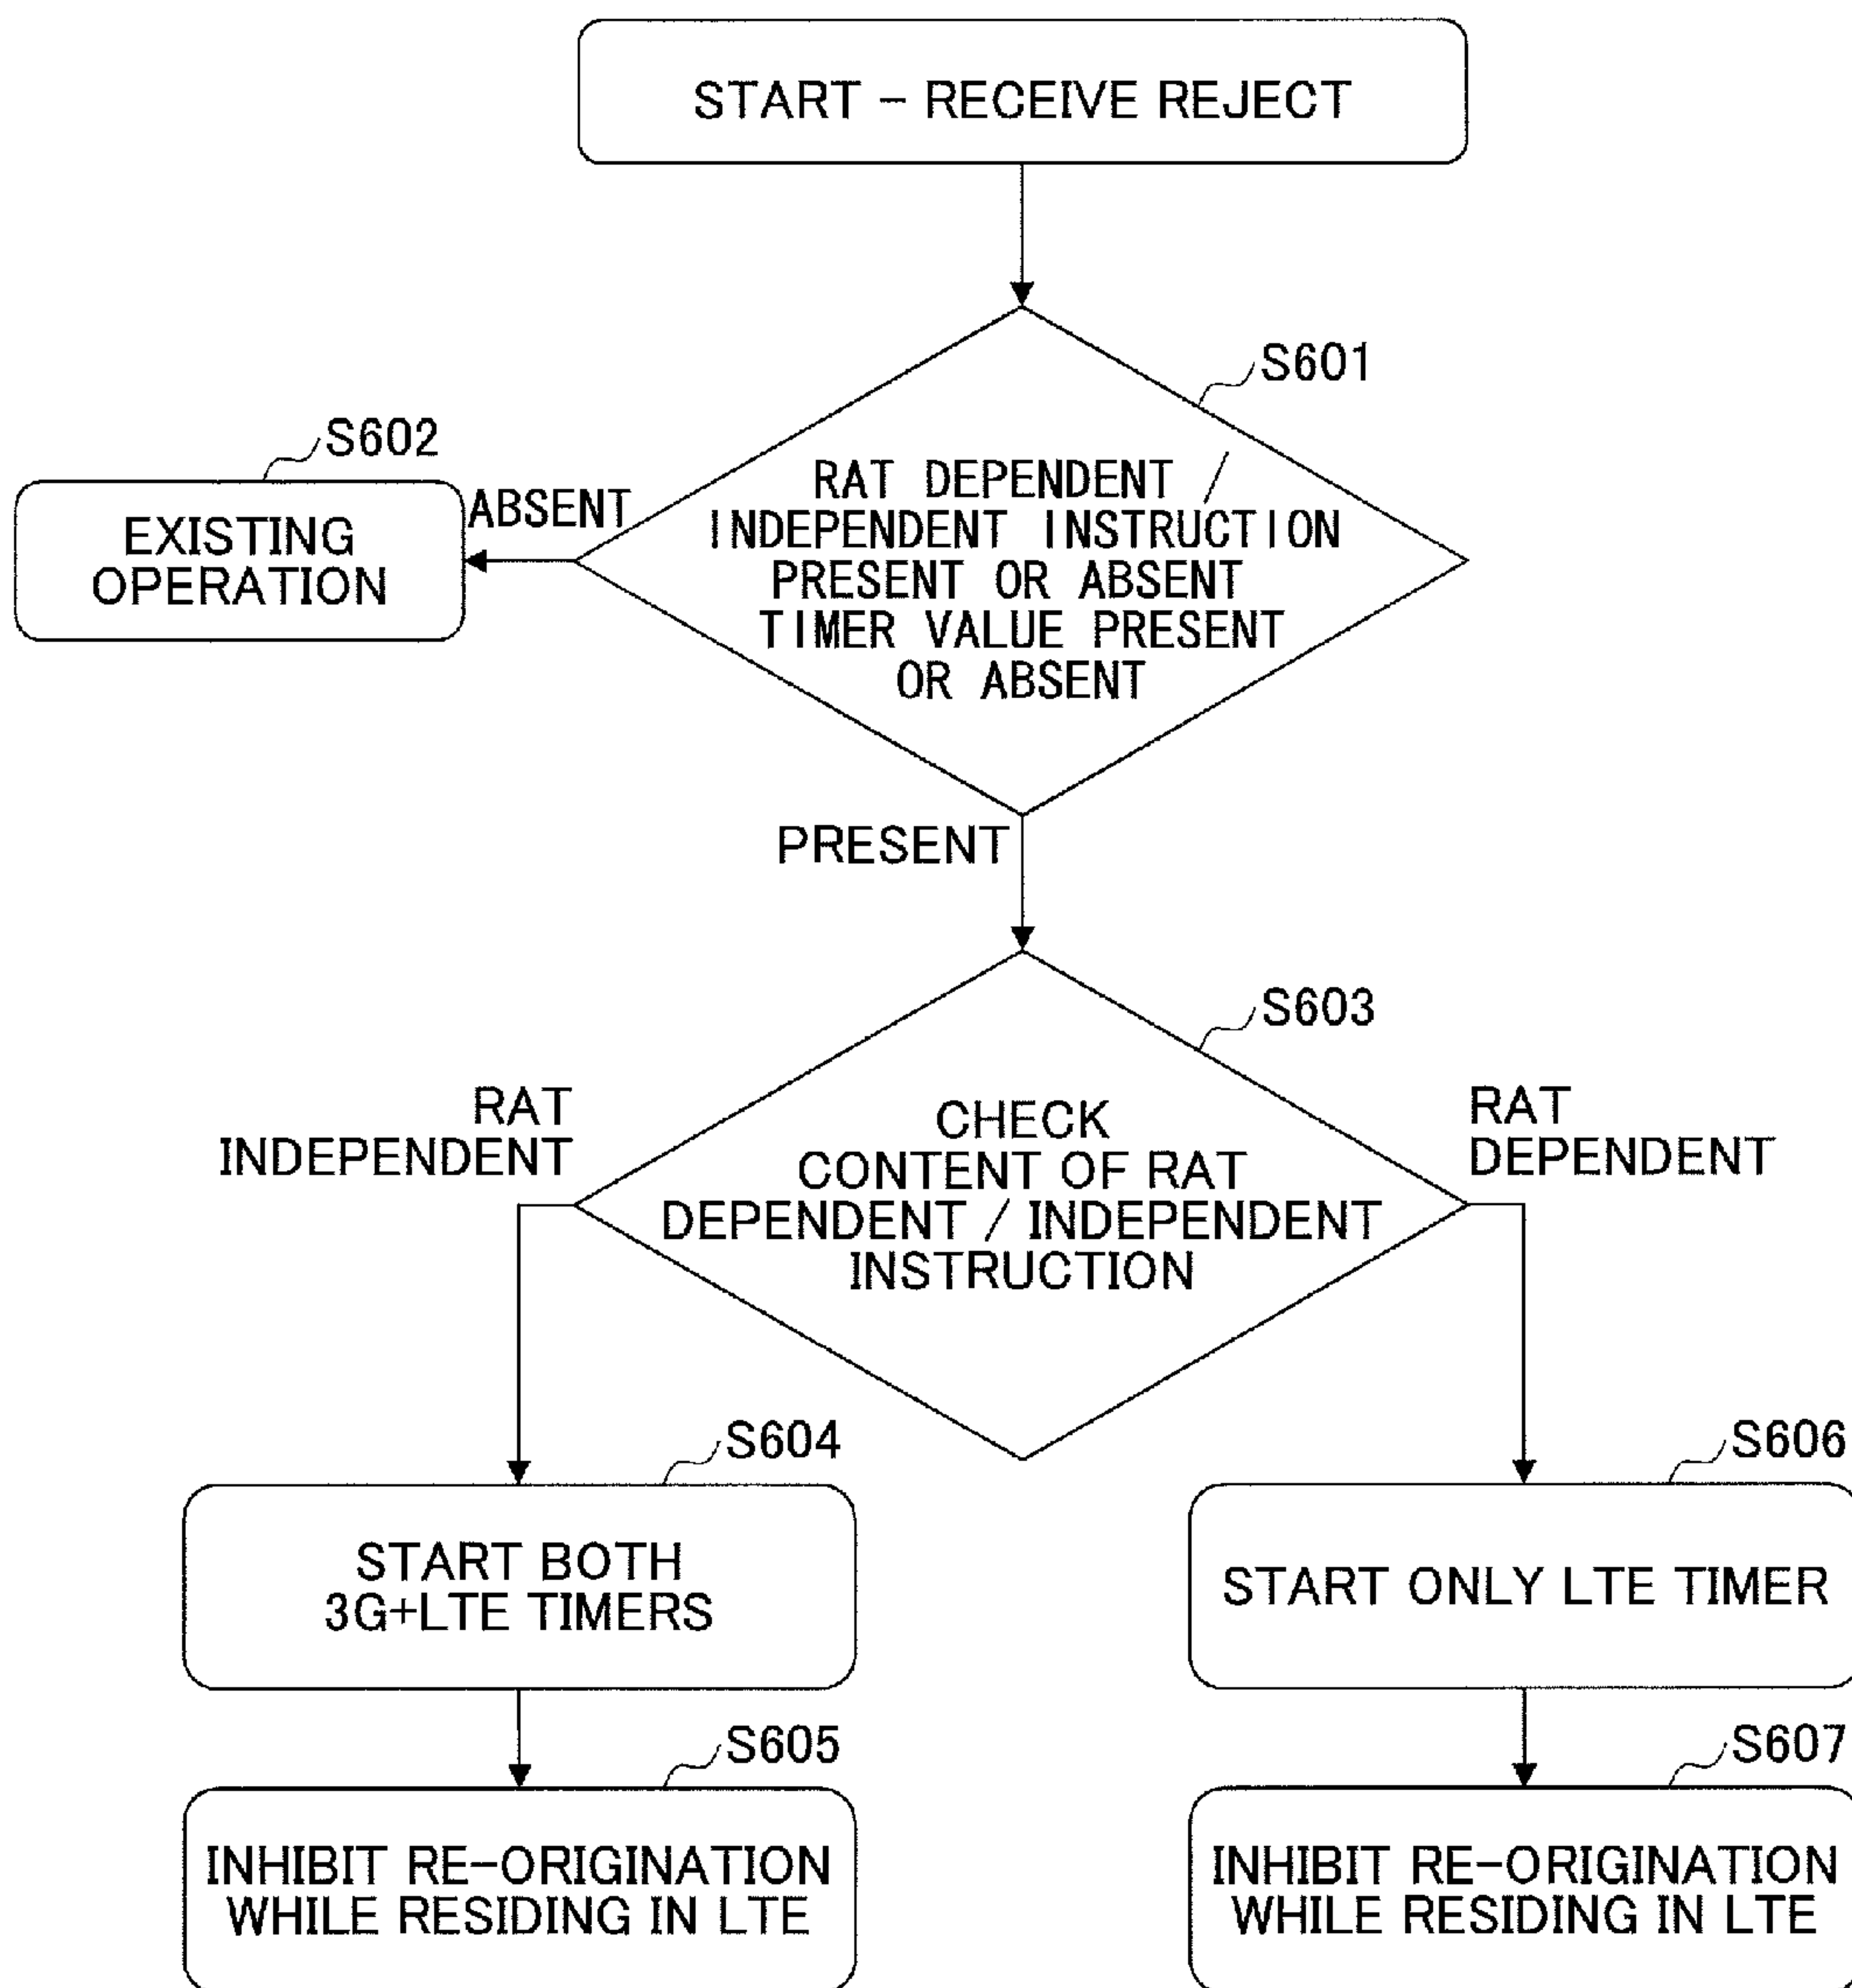 START – RECEIVE REJECT
S601
S602
RAT DEPENDENT /
INDEPENDENT INSTRUCTION
PRESENT OR ABSENT
TIMER VALUE PRESENT
OR ABSENT
ABSENT
EXISTING
OPERATION
PRESENT
S603
RAT
INDEPENDENT
CHECK
CONTENT OF RAT
DEPENDENT / INDEPENDENT
INSTRUCTION
RAT
DEPENDENT
S604
START BOTH
3G+LTE TIMERS
S606
START ONLY LTE TIMER
S605
INHIBIT RE-ORIGINATION
WHILE RESIDING IN LTE
S607
INHIBIT RE-ORIGINATION
WHILE RESIDING IN LTE